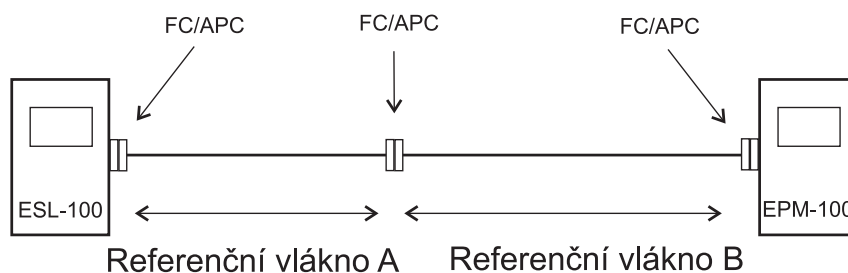 FC/APC
FC/APC
FC/APC
ESL-100
EPM-100
Referenční vlákno A
Referenční vlákno B